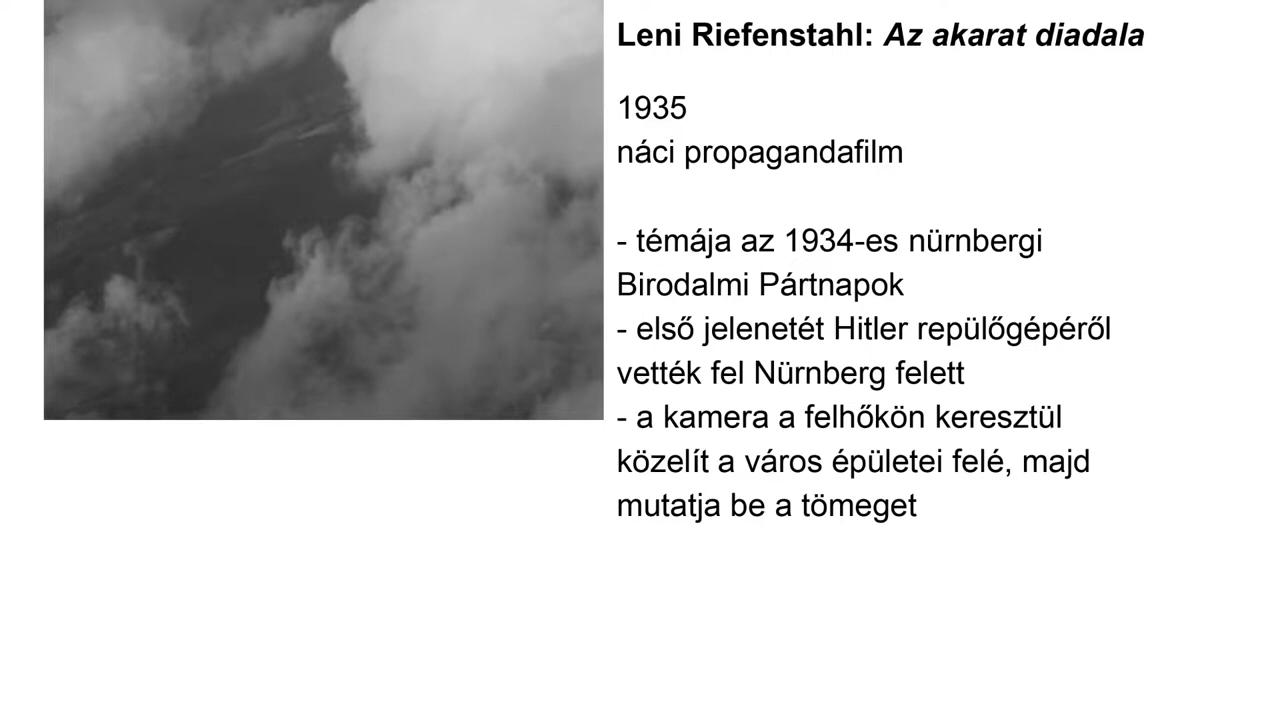 Leni Riefenstahl: Az akarat diadala
1935
náci propagandafilm
- témája az 1934-es nürnbergi
Birodalmi Pártnapok
- első jelenetét Hitler repülőgépéről
vették fel Nürnberg felett
- a kamera a felhőkön keresztül
közelít a város épületei felé, majd
mutatja be a tömeget